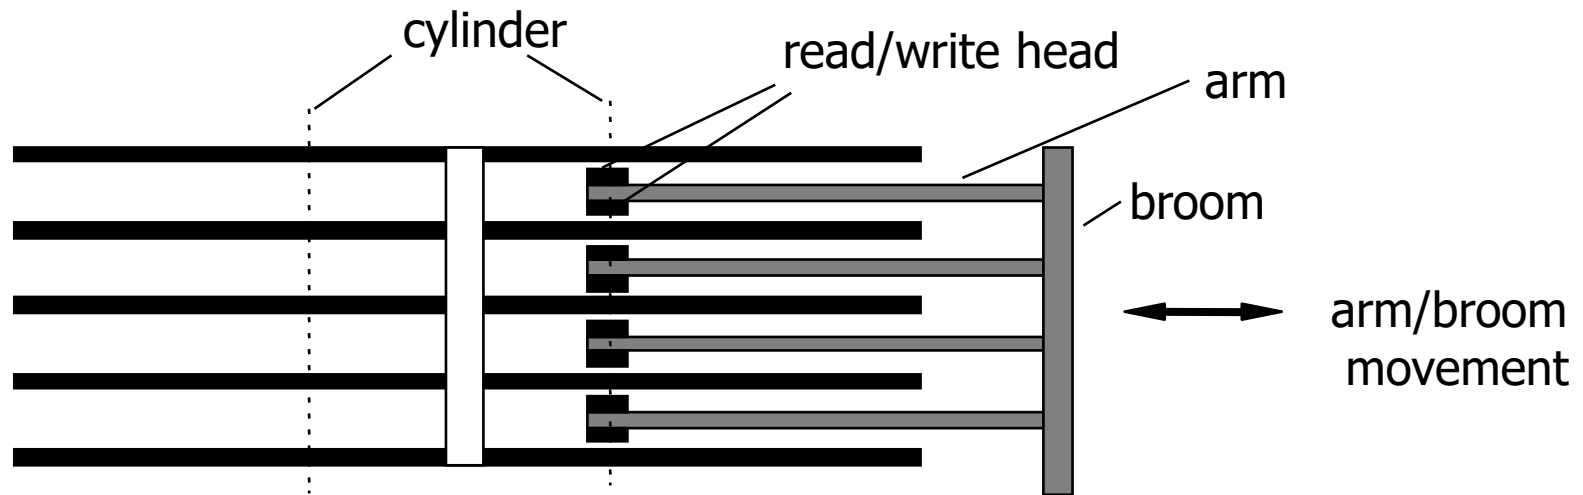 cylinder
read/write head
arm
broom
arm/broom
movement